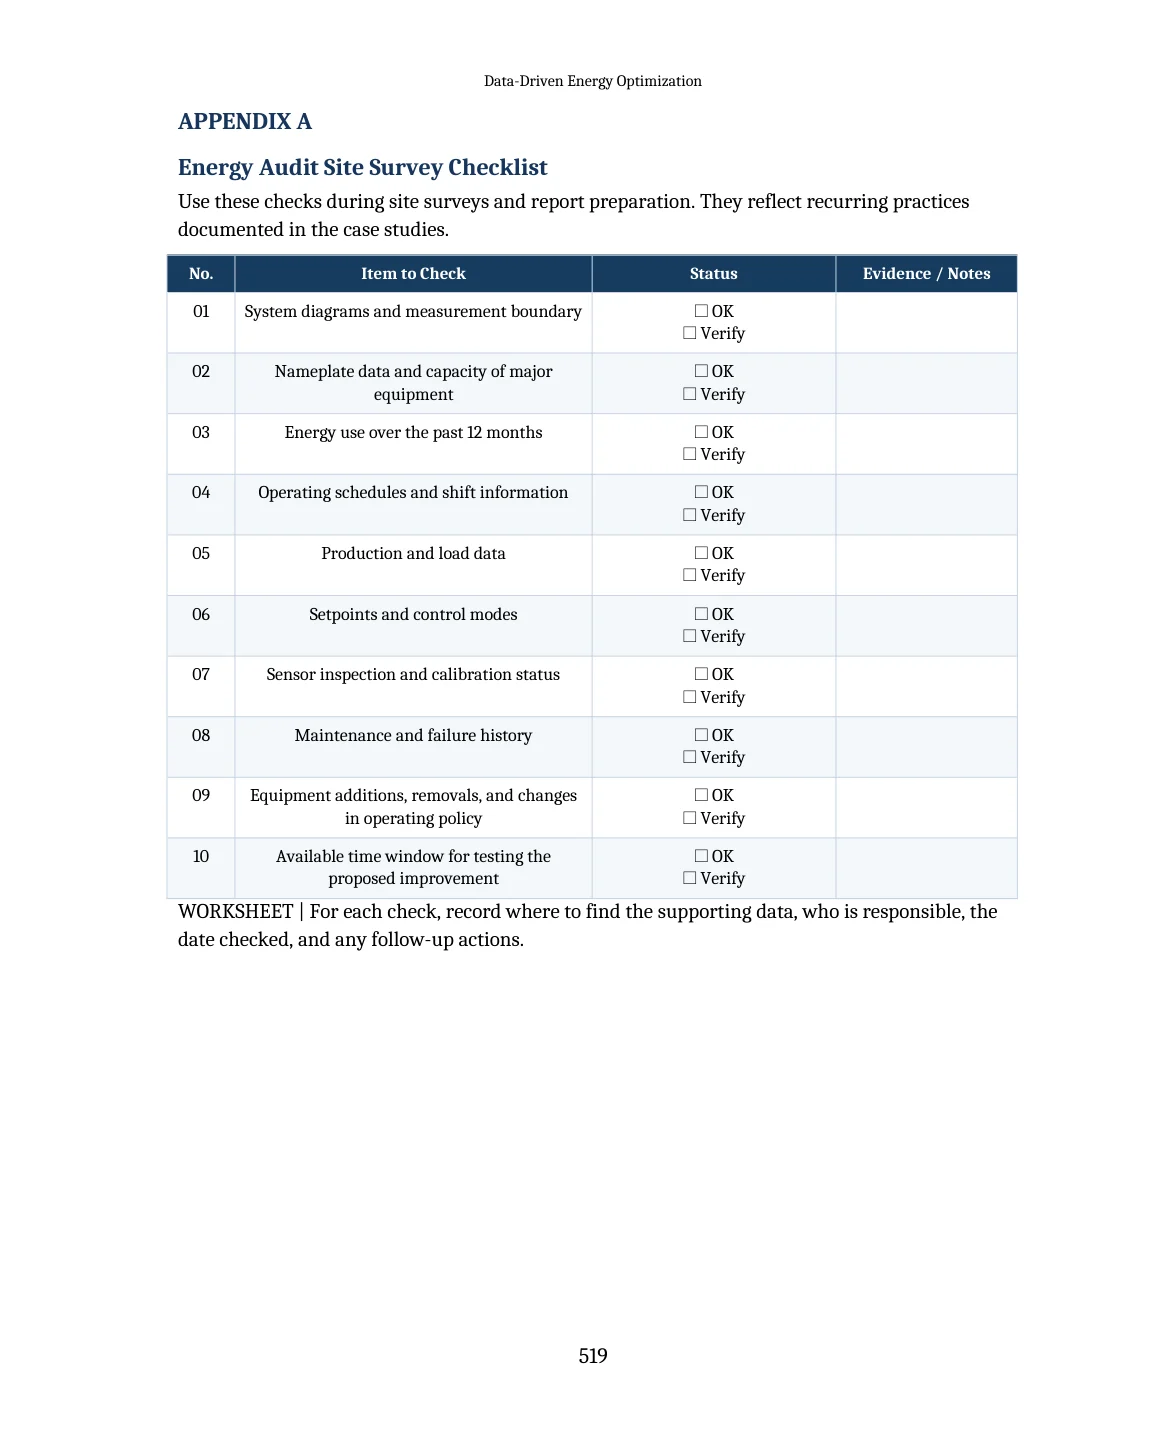 Data-Driven Energy Optimization
APPENDIX A
Energy Audit Site Survey Checklist
Use these checks during site surveys and report preparation. They reflect recurring practices
documented in the case studies.
No. Item to Check Status Evidence / Notes
01 System diagrams and measurement boundary ☐ OK
☐ Verify
02 Nameplate data and capacity of major ☐ OK
equipment ☐ Verify
03 Energy use over the past 12 months ☐ OK
☐ Verify
04 Operating schedules and shift information ☐ OK
☐ Verify
05 Production and load data ☐ OK
☐ Verify
06 Setpoints and control modes ☐ OK
☐ Verify
07 Sensor inspection and calibration status ☐ OK
☐ Verify
08 Maintenance and failure history ☐ OK
☐ Verify
09 Equipment additions, removals, and changes ☐ OK
in operating policy ☐ Verify
10 Available time window for testing the ☐ OK
proposed improvement ☐ Verify
WORKSHEET | For each check, record where to find the supporting data, who is responsible, the
date checked, and any follow-up actions.
519